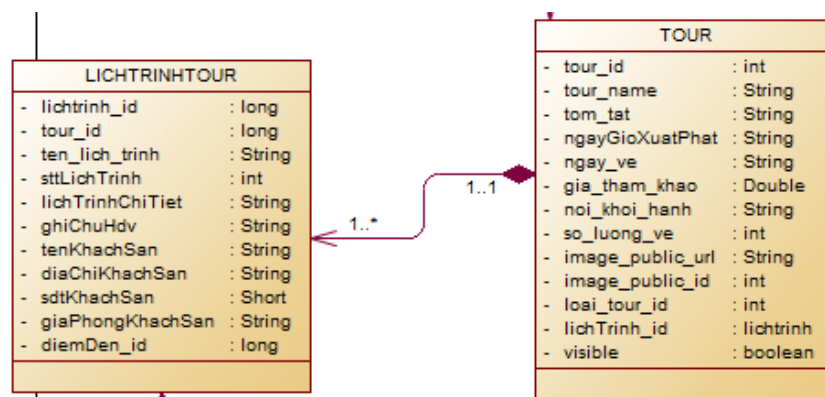 LICHTRINHTOUR
- lichtrinh_id : long
- tour_id : long
- ten_lich_trinh : String
- sttLichTrinh : int
- lichTrinhChiTiet : String
- ghiChuHdv : String
- tenKhachSan : String
- diaChiKhachSan : String
- sdtKhachSan : Short
- giaPhongKhachSan : String
- diemDen_id : long
1..*
1..1
TOUR
- tour_id : int
- tour_name : String
- tom_tat : String
- ngayGioXuatPhat : String
- ngay_ve : String
- gia_tham_khao : Double
- noi_khoi_hanh : String
- so_luong_ve : int
- image_public_url : String
- image_public_id : int
- loai_tour_id : int
- lichTrinh_id : lichtrinh
- visible : boolean